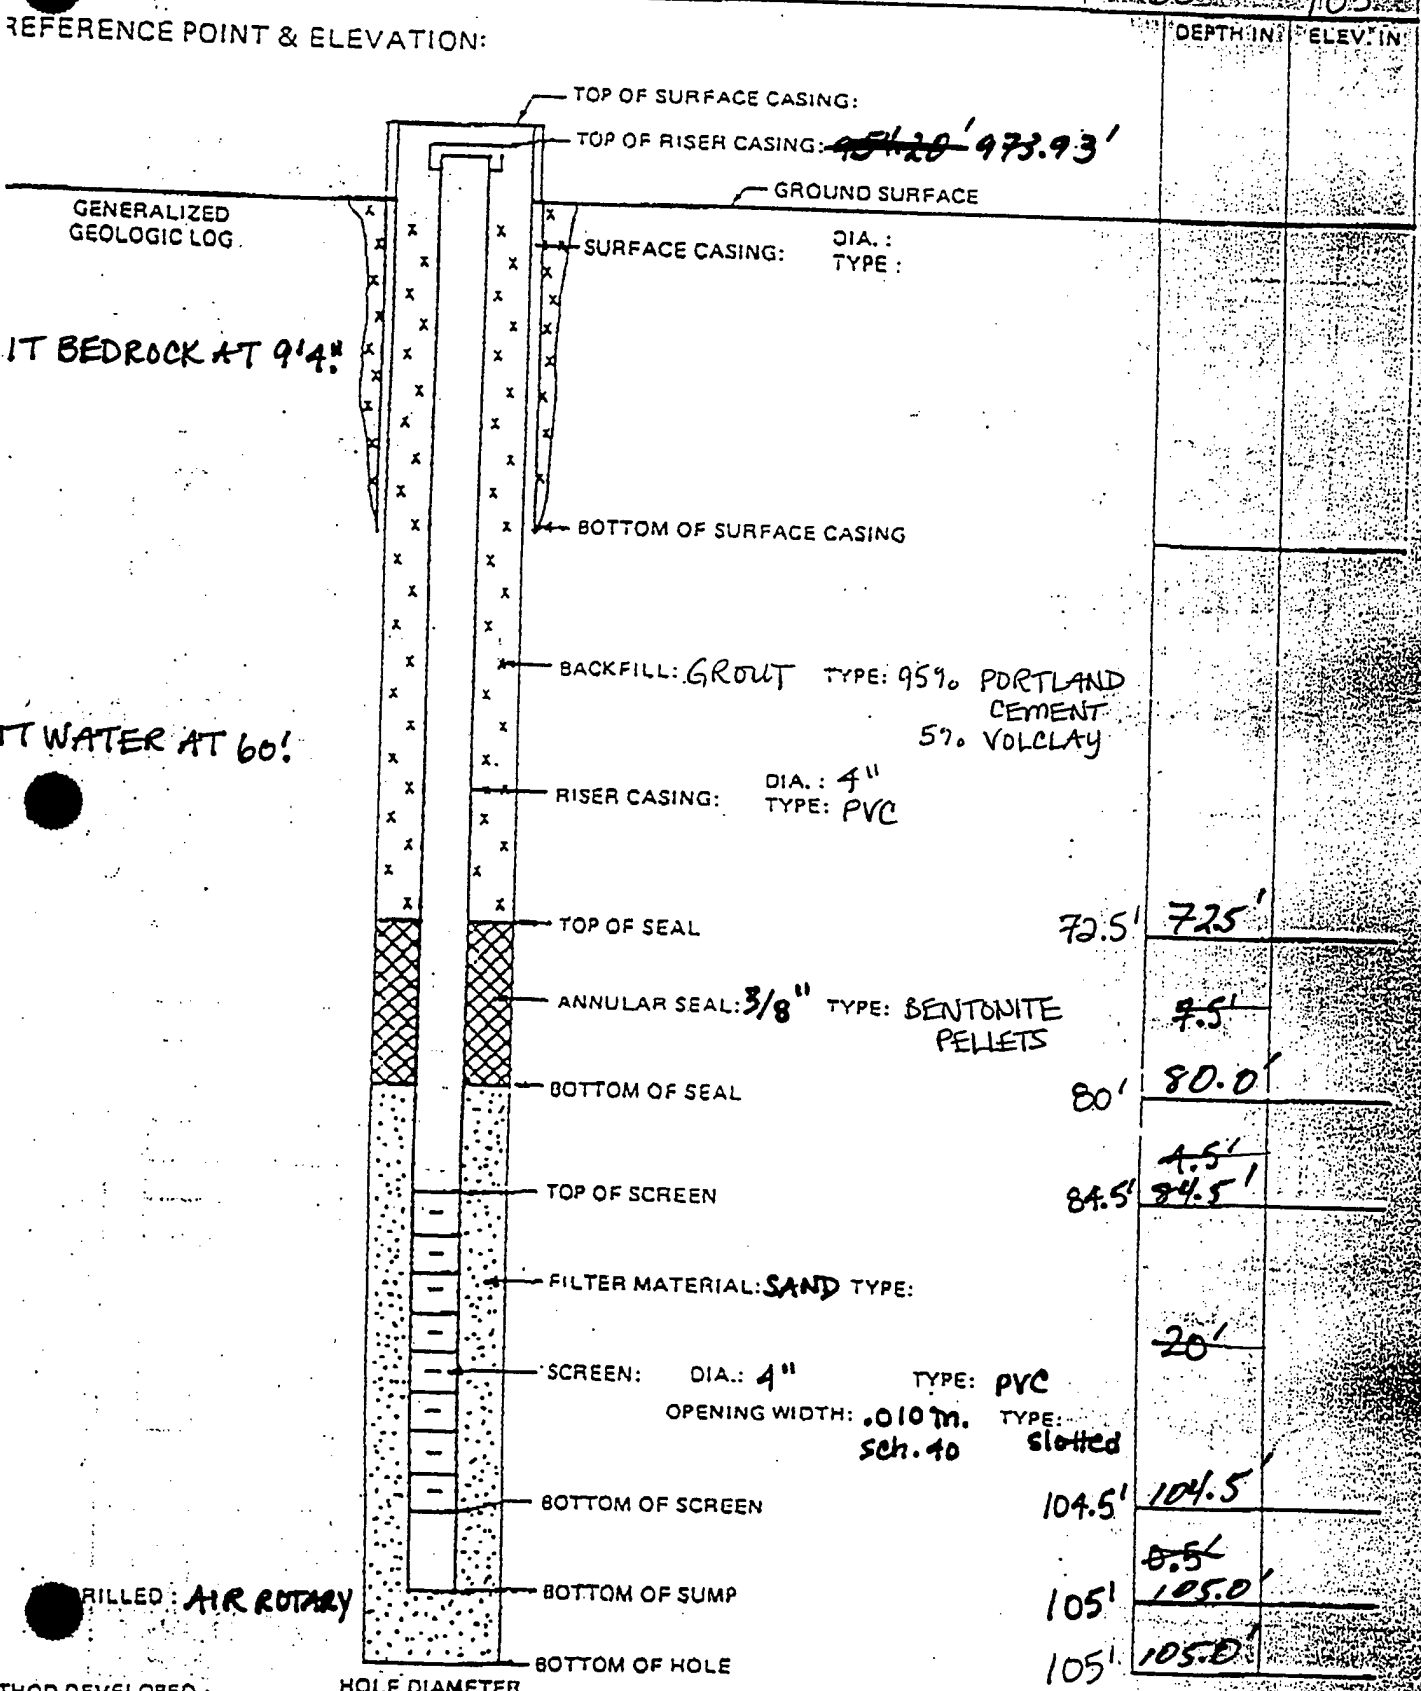 REFERENCE POINT & ELEVATION:
DEPTH IN ELEV. IN
TOP OF SURFACE CASING:
TOP OF RISER CASING: 954.20' 973.93'
GROUND SURFACE
GENERALIZED
GEOLOGIC LOG
SURFACE CASING: DIA.:
TYPE:
IT BEDROCK AT 9'4"
BOTTOM OF SURFACE CASING
BACKFILL: GROUT TYPE: 95% PORTLAND
CEMENT
5% VOLCLAY
IT WATER AT 60'
RISER CASING: DIA.: 4"
TYPE: PVC
TOP OF SEAL 72.5' 72.5'
ANNULAR SEAL: 3/8" TYPE: BENTONITE 7.5'
PELLETS
BOTTOM OF SEAL 80' 80.0'
4.5'
TOP OF SCREEN 84.5' 84.5'
FILTER MATERIAL: SAND TYPE:
20'
SCREEN: DIA.: 4" TYPE: PVC
OPENING WIDTH: .010 in. TYPE:
sch. 40 slotted
BOTTOM OF SCREEN 104.5' 104.5'
0.5'
RILLED: AIR ROTARY BOTTOM OF SUMP 105' 105.0'
BOTTOM OF HOLE 105' 105.0'
THOD DEVELOPED: HOLE DIAMETER